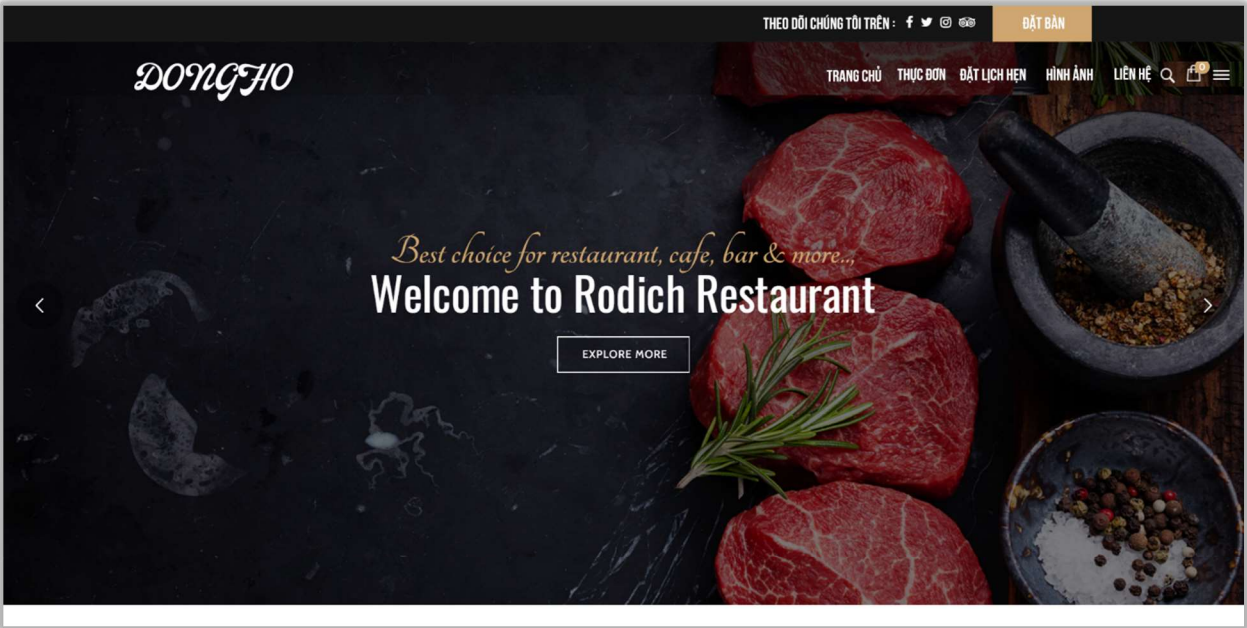 THEO DÕI CHÚNG TÔI TRÊN :
ĐẶT BÀN
DONGHO
TRANG CHỦ THỰC ĐƠN ĐẶT LỊCH HẸN HÌNH ẢNH LIÊN HỆ 0
Best choice for restaurant, cafe, bar & more..,
Welcome to Rodich Restaurant
EXPLORE MORE